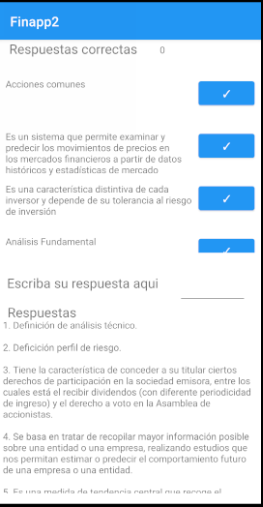 Finapp2
Respuestas correctas 0
Acciones comunes
✓
Es un sistema que permite examinar y
predecir los movimientos de precios en
los mercados financieros a partir de datos
históricos y estadísticas de mercado
✓
Es una característica distintiva de cada
inversor y depende de su tolerancia al riesgo
de inversión
✓
Análisis Fundamental
✓
Escriba su respuesta aqui
Respuestas
1. Definición de análisis técnico.
2. Deficición perfil de riesgo.
3. Tiene la característica de conceder a su titular ciertos
derechos de participación en la sociedad emisora, entre los
cuales está el recibir dividendos (con diferente periodicidad
de ingreso) y el derecho a voto en la Asamblea de
accionistas.
4. Se basa en tratar de recopilar mayor información posible
sobre una entidad o una empresa, realizando estudios que
nos permitan estimar o predecir el comportamiento futuro
de una empresa o una entidad.
5. Es una medida de tendencia central que recoge el